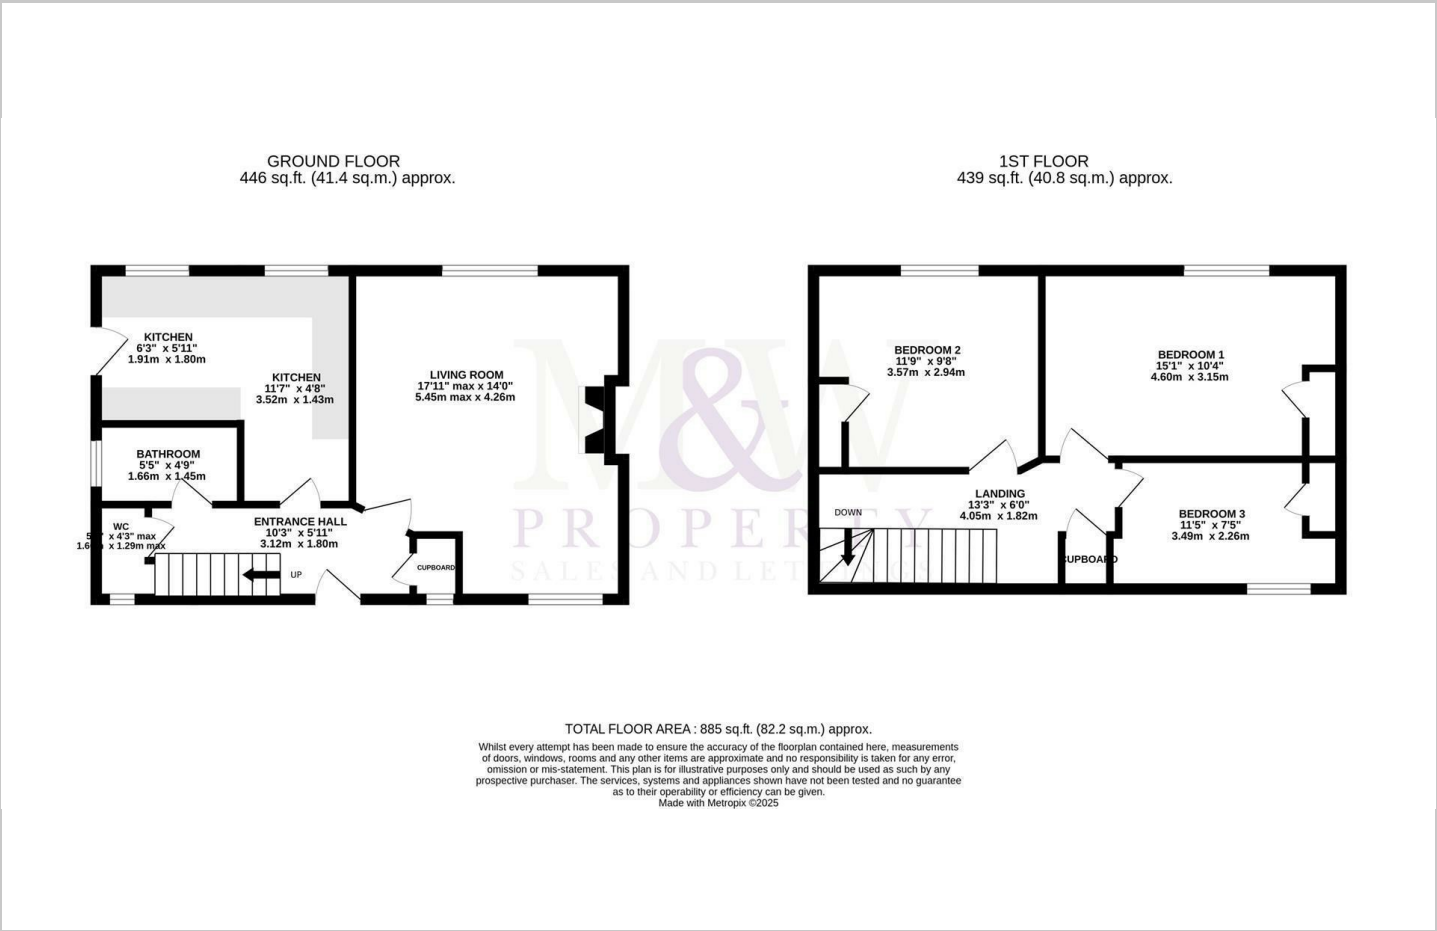 GROUND FLOOR
446 sq.ft. (41.4 sq.m.) approx.
1ST FLOOR
439 sq.ft. (40.8 sq.m.) approx.
KITCHEN
6'3" x 5'11"
1.91m x 1.80m
KITCHEN
11'7" x 4'8"
3.52m x 1.43m
LIVING ROOM
17'11" max x 14'0"
5.45m max x 4.26m
BATHROOM
5'5" x 4'9"
1.66m x 1.45m
WC
x 4'3" max
x 1.29m max
ENTRANCE HALL
10'3" x 5'11"
3.12m x 1.80m
UP
CUPBOARD
BEDROOM 2
11'9" x 9'8"
3.57m x 2.94m
BEDROOM 1
15'1" x 10'4"
4.60m x 3.15m
LANDING
13'3" x 6'0"
4.05m x 1.82m
DOWN
BEDROOM 3
11'5" x 7'5"
3.49m x 2.26m
CUPBOARD
M&W
PROPERTY
SALES AND LETTINGS
TOTAL FLOOR AREA : 885 sq.ft. (82.2 sq.m.) approx.
Whilst every attempt has been made to ensure the accuracy of the floorplan contained here, measurements
of doors, windows, rooms and any other items are approximate and no responsibility is taken for any error,
omission or mis-statement. This plan is for illustrative purposes only and should be used as such by any
prospective purchaser. The services, systems and appliances shown have not been tested and no guarantee
as to their operability or efficiency can be given.
Made with Metropix ©2025